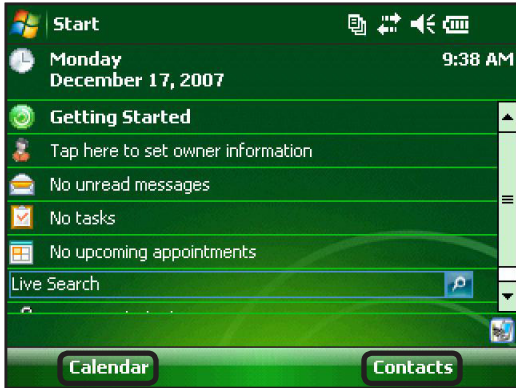 Start
Monday 9:38 AM
December 17, 2007
Getting Started
Tap here to set owner information
No unread messages
No tasks
No upcoming appointments
Live Search
Calendar Contacts